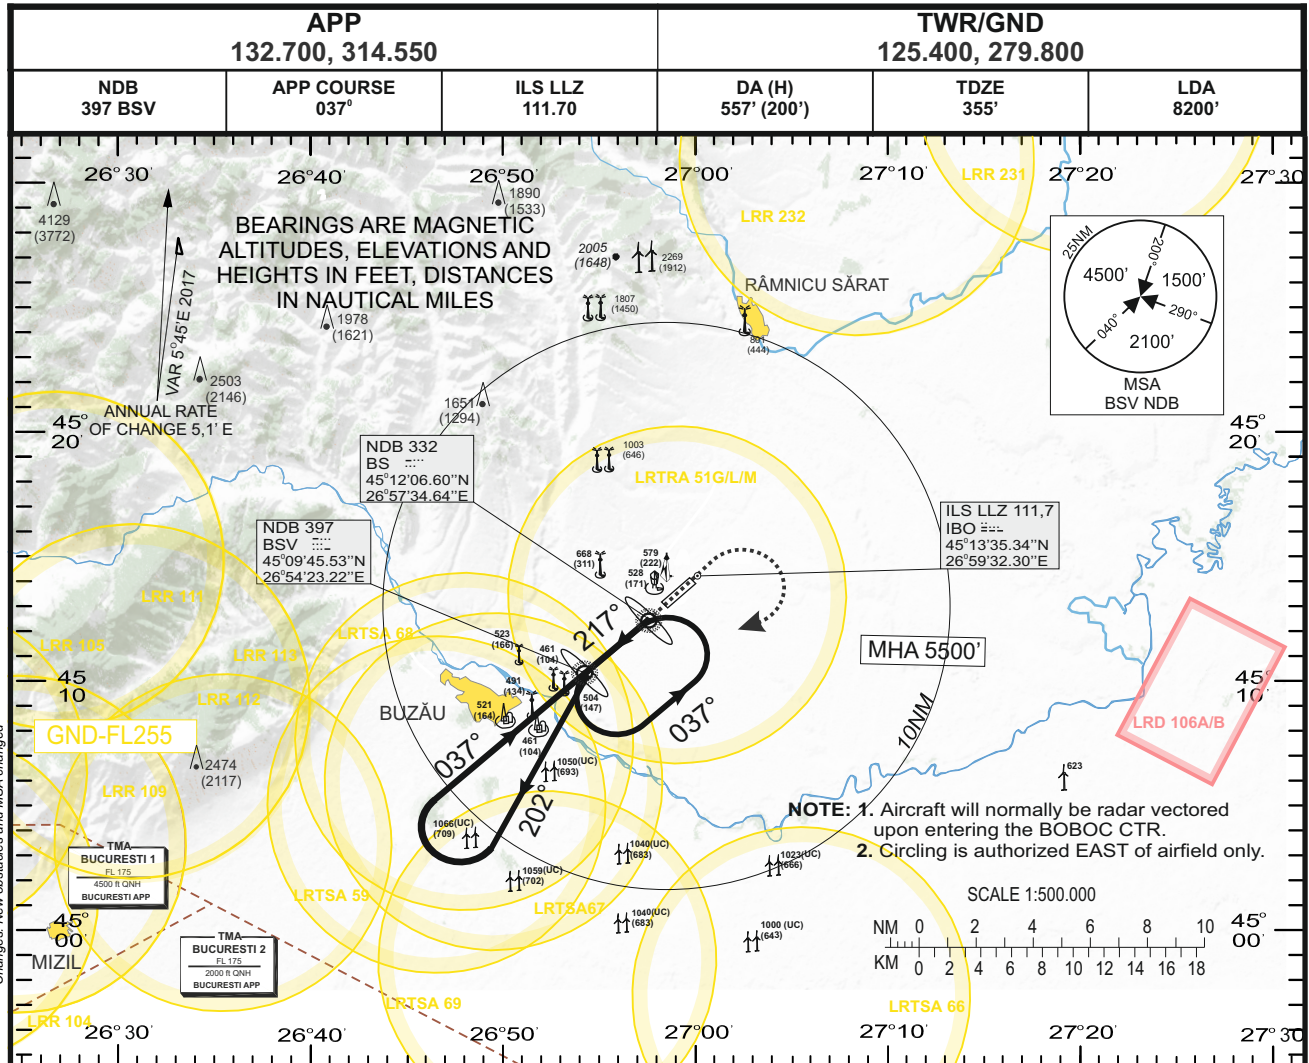 APP
132.700, 314.550
TWR/GND
125.400, 279.800
NDB
397 BSV
APP COURSE
037⁰
ILS LLZ
111.70
DA (H)
557' (200')
TDZE
355'
LDA
8200'
26°30'
26°40'
26°50'
27°00'
27°10'
27°20'
27°30'
LRR 231
LRR 232
4129
(3772)
1890
(1533)
BEARINGS ARE MAGNETIC
ALTITUDES, ELEVATIONS AND
HEIGHTS IN FEET, DISTANCES
IN NAUTICAL MILES
2005
(1648)
2269
(1912)
1807
(1450)
RÂMNICU SĂRAT
801
(444)
25NM
200°
4500'
1500'
290°
040°
2100'
MSA
BSV NDB
1978
(1621)
VAR 5°45'E 2017
2503
(2146)
ANNUAL RATE
OF CHANGE 5,1' E
1651
(1294)
45°
20'
45°
20'
NDB 332
BS
45°12'06.60''N
26°57'34.64''E
1003
(646)
LRTRA 51G/L/M
NDB 397
BSV
45°09'45.53''N
26°54'23.22''E
ILS LLZ 111,7
IBO
45°13'35.34''N
26°59'32.30''E
668
(311)
579
(222)
528
(171)
LRR 111
LRTSA 68
LRR 105
LRR 113
523
(166)
461
(104)
217°
MHA 5500'
45°
10'
45°
10'
LRR 112
491
(134)
504
(147)
521
(164)
BUZĂU
461
(104)
037°
037°
10NM
LRD 106A/B
GND-FL255
2474
(2117)
1050(UC)
(693)
623
LRR 109
202°
1066(UC)
(709)
NOTE: 1. Aircraft will normally be radar vectored
upon entering the BOBOC CTR.
2. Circling is authorized EAST of airfield only.
TMA
BUCURESTI 1
FL 175
4500 ft QNH
BUCURESTI APP
1040(UC)
(683)
1023(UC)
(666)
1059(UC)
(702)
LRTSA 59
LRTSA67
SCALE 1:500.000
45°
00'
45°
00'
1040(UC)
(683)
1000 (UC)
(643)
NM 0 2 4 6 8 10
KM 0 2 4 6 8 10 12 14 16 18
MIZIL
TMA
BUCURESTI 2
FL 175
2000 ft QNH
BUCURESTI APP
LRTSA 69
LRTSA 66
LRR 104
26°30'
26°40'
26°50'
27°00'
27°10'
27°20'
27°30'
Changes: New obstacles and MSA changed